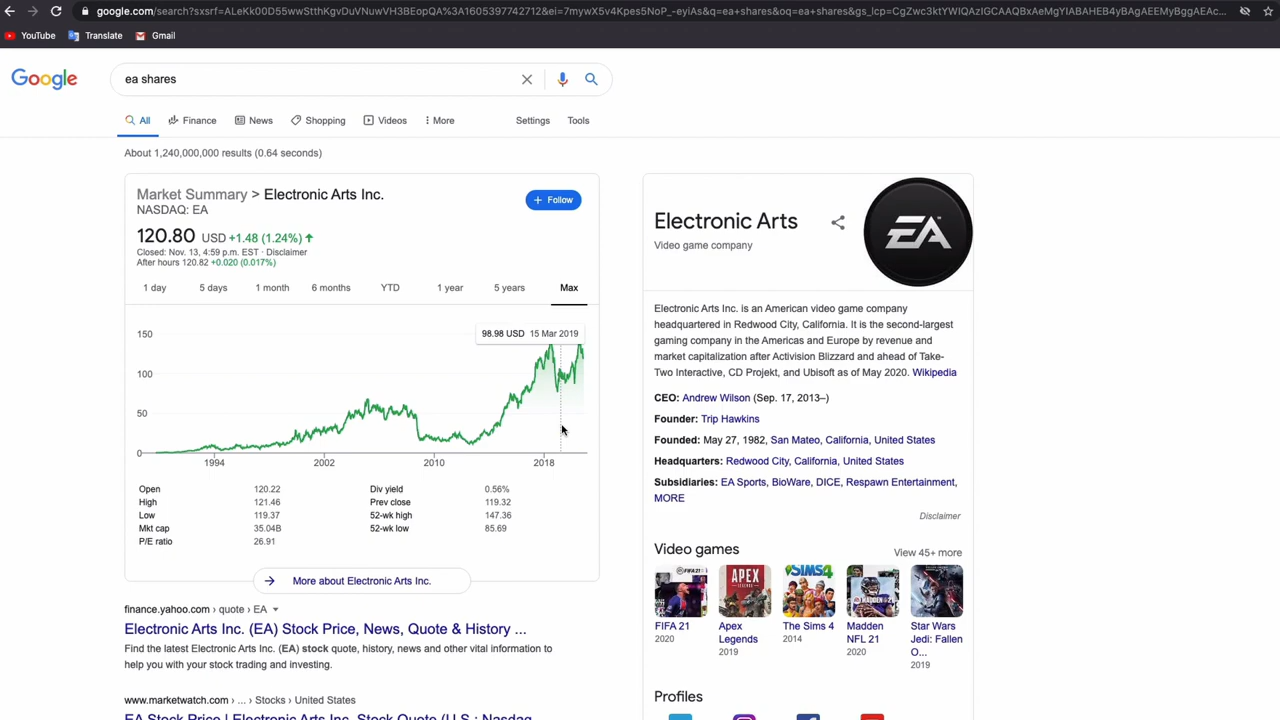 google.com/search?sxsrf=ALeKk00D55wwStthKgvDuVNuwVH3BEopQA%3A1605397742712&ei=7mywX5v4Kpes5NoP_-eyiAs&q=ea+shares&oq=ea+shares&gs_lcp=CgZwc3ktYWIQAzIGCAAQBxAeMgYIABAHEB4yBAgAEEMyBggAEAc...
YouTube Translate Gmail
Google
ea shares
All Finance News Shopping Videos More Settings Tools
About 1,240,000,000 results (0.64 seconds)
Market Summary > Electronic Arts Inc.
NASDAQ: EA
+ Follow
120.80 USD +1.48 (1.24%)
Closed: Nov. 13, 4:59 p.m. EST · Disclaimer
After hours 120.82 +0.020 (0.017%)
1 day 5 days 1 month 6 months YTD 1 year 5 years Max
98.98 USD 15 Mar 2019
150
100
50
0
1994 2002 2010 2018
Open 120.22 Div yield 0.56%
High 121.46 Prev close 119.32
Low 119.37 52-wk high 147.36
Mkt cap 35.04B 52-wk low 85.69
P/E ratio 26.91
More about Electronic Arts Inc.
finance.yahoo.com › quote › EA
Electronic Arts Inc. (EA) Stock Price, News, Quote & History ...
Find the latest Electronic Arts Inc. (EA) stock quote, history, news and other vital information to
help you with your stock trading and investing.
www.marketwatch.com › ... › Stocks › United States
EA Stock Price | Electronic Arts Inc. Stock Quote (U.S.: Nasdaq
Electronic Arts
Video game company
EA
Electronic Arts Inc. is an American video game company
headquartered in Redwood City, California. It is the second-largest
gaming company in the Americas and Europe by revenue and
market capitalization after Activision Blizzard and ahead of Take-
Two Interactive, CD Projekt, and Ubisoft as of May 2020. Wikipedia
CEO: Andrew Wilson (Sep. 17, 2013–)
Founder: Trip Hawkins
Founded: May 27, 1982, San Mateo, California, United States
Headquarters: Redwood City, California, United States
Subsidiaries: EA Sports, BioWare, DICE, Respawn Entertainment,
MORE
Disclaimer
Video games View 45+ more
FIFA 21
2020
Apex
Legends
2019
The Sims 4
2014
Madden
NFL 21
2020
Star Wars
Jedi: Fallen
O...
2019
Profiles